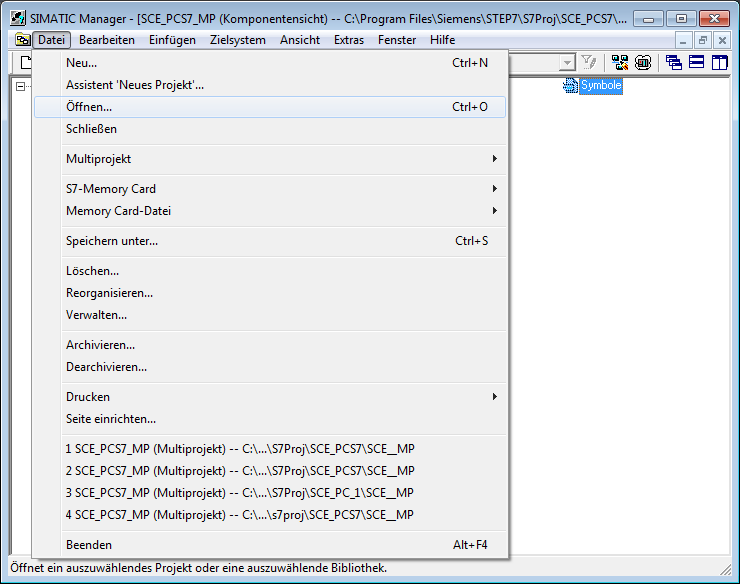 SIMATIC Manager - [SCE_PCS7_MP (Komponentensicht) -- C:\Program Files\Siemens\STEP7\S7Proj\SCE_PCS7\...
Datei Bearbeiten Einfügen Zielsystem Ansicht Extras Fenster Hilfe
Neu... Ctrl+N
Assistent 'Neues Projekt'...
Öffnen... Ctrl+O
Schließen
Multiprojekt
S7-Memory Card
Memory Card-Datei
Speichern unter... Ctrl+S
Löschen...
Reorganisieren...
Verwalten...
Archivieren...
Dearchivieren...
Drucken
Seite einrichten...
1 SCE_PCS7_MP (Multiprojekt) -- C:\...\S7Proj\SCE_PCS7\SCE__MP
2 SCE_PCS7_MP (Multiprojekt) -- C:\...\S7Proj\SCE_PCS7\SCE__MP
3 SCE_PCS7_MP (Multiprojekt) -- C:\...\S7Proj\SCE_PC_1\SCE__MP
4 SCE_PCS7_MP (Multiprojekt) -- C:\...\s7proj\SCE_PCS7\SCE__MP
Beenden Alt+F4
Symbole
Öffnet ein auszuwählendes Projekt oder eine auszuwählende Bibliothek.